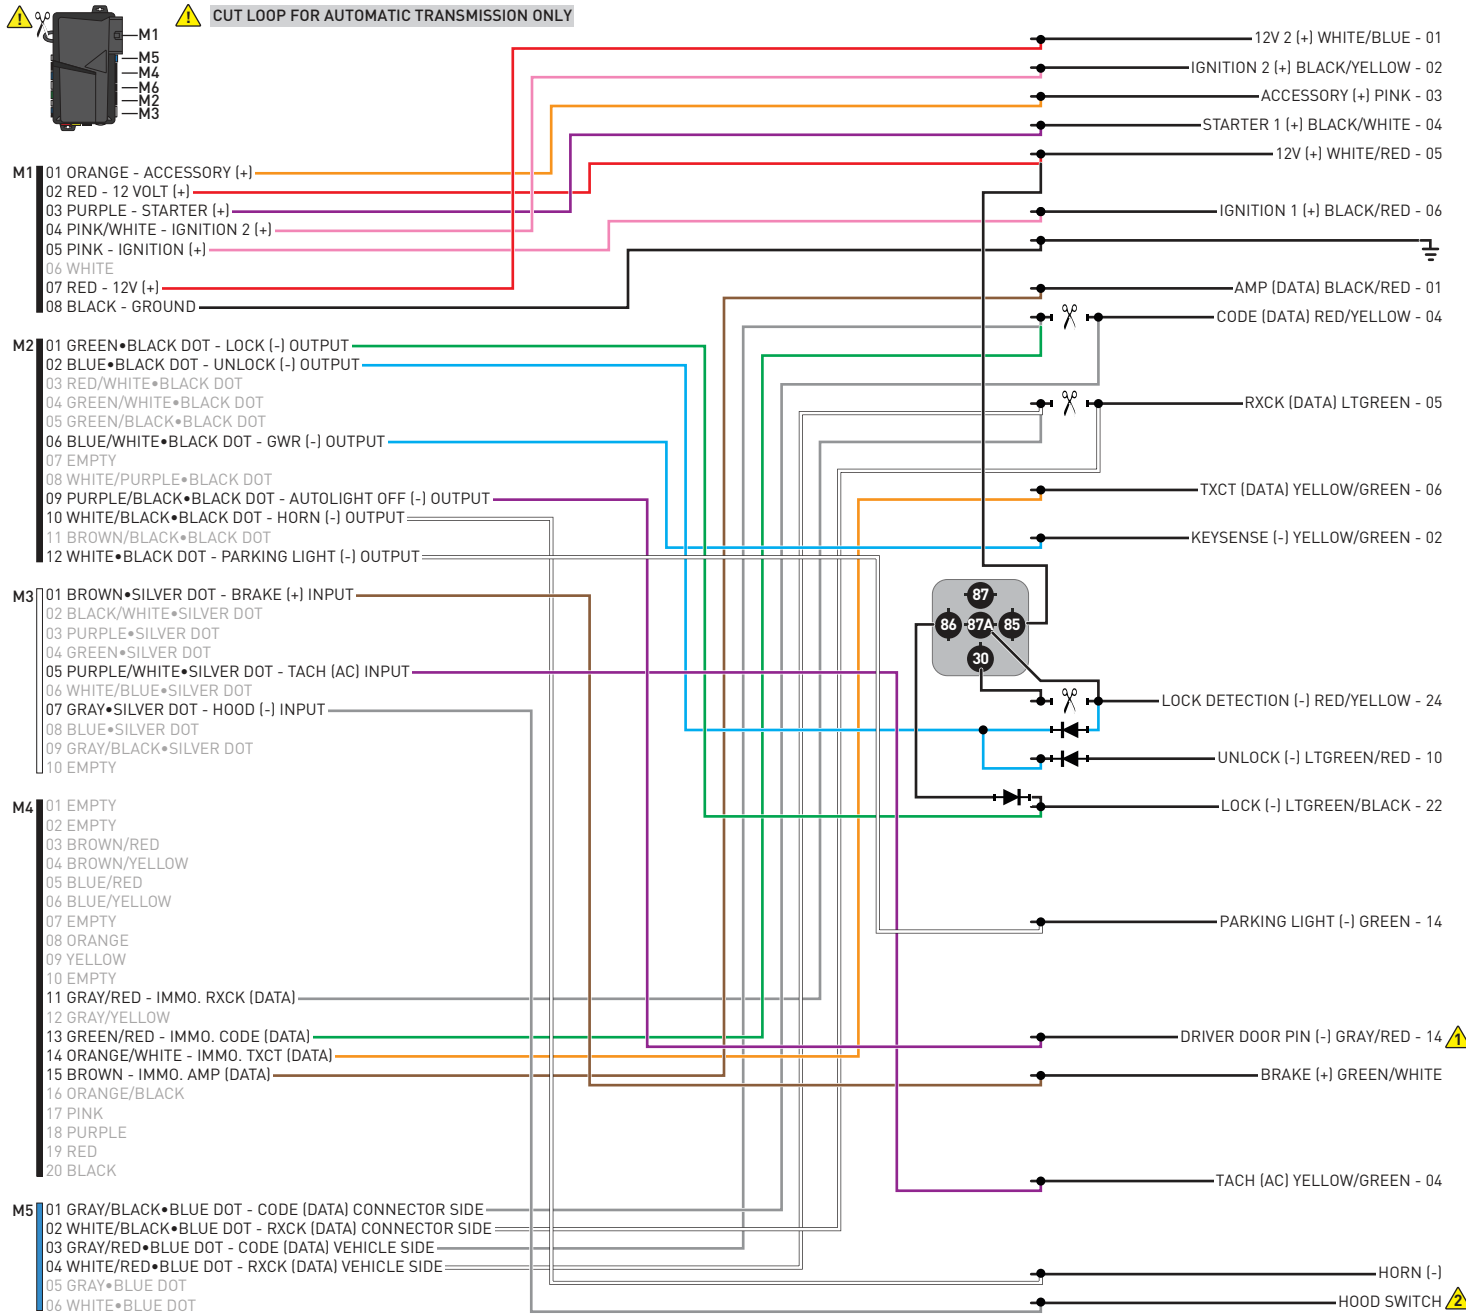 CUT LOOP FOR AUTOMATIC TRANSMISSION ONLY
M1
M5
M4
M6
M2
M3
M1
01 ORANGE - ACCESSORY (+)
02 RED - 12 VOLT (+)
03 PURPLE - STARTER (+)
04 PINK/WHITE - IGNITION 2 (+)
05 PINK - IGNITION (+)
06 WHITE
07 RED - 12V (+)
08 BLACK - GROUND
M2
01 GREEN•BLACK DOT - LOCK (-) OUTPUT
02 BLUE•BLACK DOT - UNLOCK (-) OUTPUT
03 RED/WHITE•BLACK DOT
04 GREEN/WHITE•BLACK DOT
05 GREEN/BLACK•BLACK DOT
06 BLUE/WHITE•BLACK DOT - GWR (-) OUTPUT
07 EMPTY
08 WHITE/PURPLE•BLACK DOT
09 PURPLE/BLACK•BLACK DOT - AUTOLIGHT OFF (-) OUTPUT
10 WHITE/BLACK•BLACK DOT - HORN (-) OUTPUT
11 BROWN/BLACK•BLACK DOT
12 WHITE•BLACK DOT - PARKING LIGHT (-) OUTPUT
M3
01 BROWN•SILVER DOT - BRAKE (+) INPUT
02 BLACK/WHITE•SILVER DOT
03 PURPLE•SILVER DOT
04 GREEN•SILVER DOT
05 PURPLE/WHITE•SILVER DOT - TACH (AC) INPUT
06 WHITE/BLUE•SILVER DOT
07 GRAY•SILVER DOT - HOOD (-) INPUT
08 BLUE•SILVER DOT
09 GRAY/BLACK•SILVER DOT
10 EMPTY
M4
01 EMPTY
02 EMPTY
03 BROWN/RED
04 BROWN/YELLOW
05 BLUE/RED
06 BLUE/YELLOW
07 EMPTY
08 ORANGE
09 YELLOW
10 EMPTY
11 GRAY/RED - IMMO. RXCK (DATA)
12 GRAY/YELLOW
13 GREEN/RED - IMMO. CODE (DATA)
14 ORANGE/WHITE - IMMO. TXCT (DATA)
15 BROWN - IMMO. AMP (DATA)
16 ORANGE/BLACK
17 PINK
18 PURPLE
19 RED
20 BLACK
M5
01 GRAY/BLACK•BLUE DOT - CODE (DATA) CONNECTOR SIDE
02 WHITE/BLACK•BLUE DOT - RXCK (DATA) CONNECTOR SIDE
03 GRAY/RED•BLUE DOT - CODE (DATA) VEHICLE SIDE
04 WHITE/RED•BLUE DOT - RXCK (DATA) VEHICLE SIDE
05 GRAY•BLUE DOT
06 WHITE•BLUE DOT
12V 2 (+) WHITE/BLUE - 01
IGNITION 2 (+) BLACK/YELLOW - 02
ACCESSORY (+) PINK - 03
STARTER 1 (+) BLACK/WHITE - 04
12V (+) WHITE/RED - 05
IGNITION 1 (+) BLACK/RED - 06
AMP (DATA) BLACK/RED - 01
CODE (DATA) RED/YELLOW - 04
RXCK (DATA) LTGREEN - 05
TXCT (DATA) YELLOW/GREEN - 06
KEYSENSE (-) YELLOW/GREEN - 02
87
86 87A 85
30
LOCK DETECTION (-) RED/YELLOW - 24
UNLOCK (-) LTGREEN/RED - 10
LOCK (-) LTGREEN/BLACK - 22
PARKING LIGHT (-) GREEN - 14
DRIVER DOOR PIN (-) GRAY/RED - 14 1
BRAKE (+) GREEN/WHITE
TACH (AC) YELLOW/GREEN - 04
HORN (-)
HOOD SWITCH 2